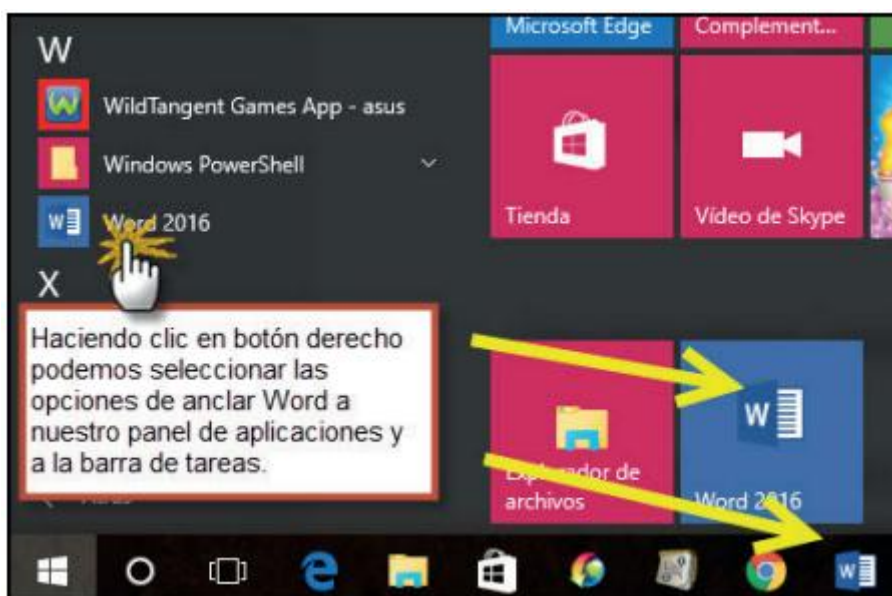 W
WildTangent Games App - asus
Windows PowerShell
Word 2016
X
Haciendo clic en botón derecho
podemos seleccionar las
opciones de anclar Word a
nuestro panel de aplicaciones y
a la barra de tareas.
Microsoft Edge
Complement...
Tienda
Vídeo de Skype
Explorador de
archivos
Word 2016